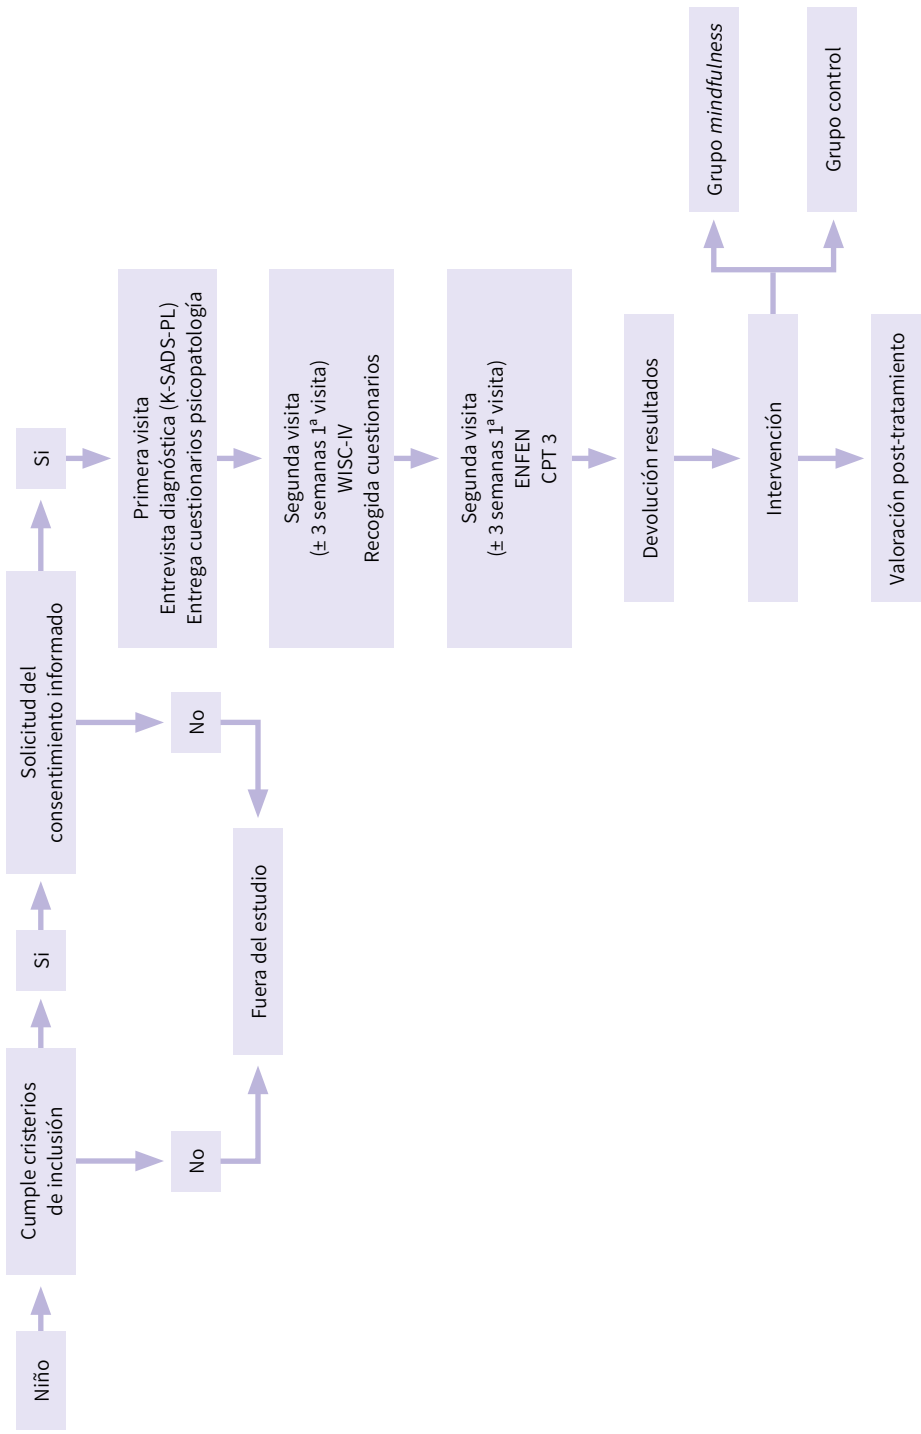 Niño
Cumple cristerios
de inclusión
Si
Solicitud del
consentimiento informado
Si
No
No
Fuera del estudio
Primera visita
Entrevista diagnóstica (K-SADS-PL)
Entrega cuestionarios psicopatología
Segunda visita
(± 3 semanas 1ª visita)
WISC-IV
Recogida cuestionarios
Segunda visita
(± 3 semanas 1ª visita)
ENFEN
CPT 3
Devolución resultados
Intervención
Grupo mindfulness
Grupo control
Valoración post-tratamiento